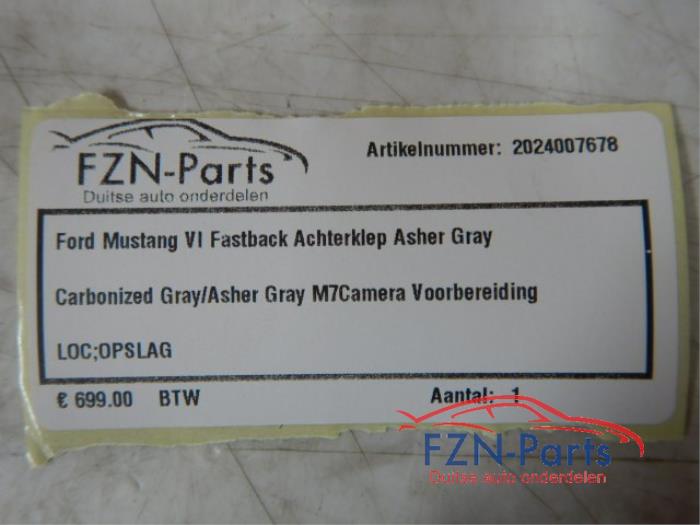 FZN-Parts
Duitse auto onderdelen
Artikelnummer: 2024007678
Ford Mustang VI Fastback Achterklep Asher Gray
Carbonized Gray/Asher Gray M7Camera Voorbereiding
LOC;OPSLAG
€ 699.00 BTW Aantal: 1
FZN-Parts
Duitse auto onderdelen